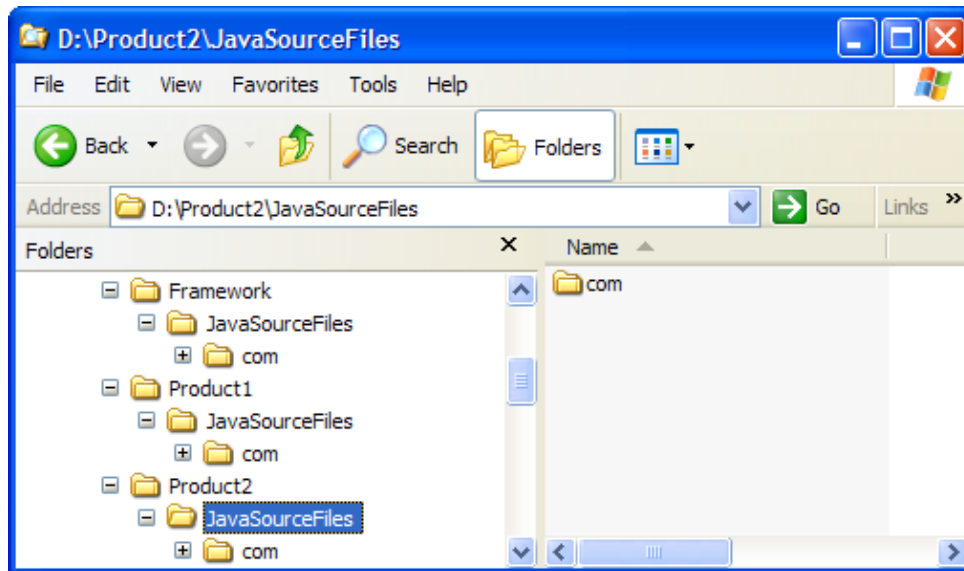 D:\Product2\JavaSourceFiles
File Edit View Favorites Tools Help
Back Search Folders
Address D:\Product2\JavaSourceFiles Go Links »
Folders Name
Framework com
JavaSourceFiles
com
Product1
JavaSourceFiles
com
Product2
JavaSourceFiles
com